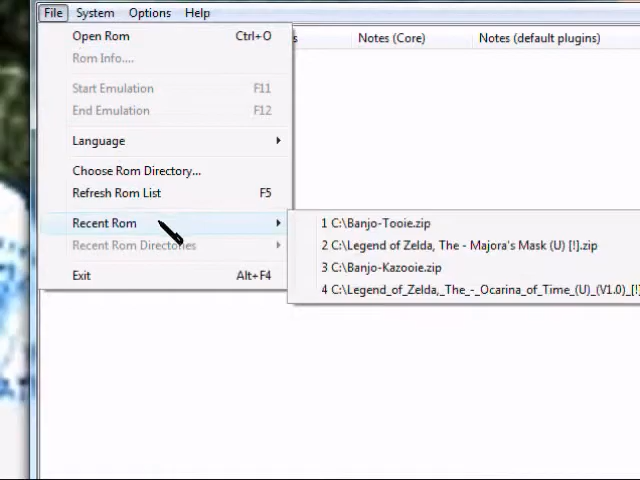 File System Options Help
s Notes (Core) Notes (default plugins)
Open Rom Ctrl+O
Rom Info....
Start Emulation F11
End Emulation F12
Language
Choose Rom Directory...
Refresh Rom List F5
Recent Rom
Recent Rom Directories
Exit Alt+F4
1 C:\Banjo-Tooie.zip
2 C:\Legend of Zelda, The - Majora's Mask (U) [!].zip
3 C:\Banjo-Kazooie.zip
4 C:\Legend_of_Zelda,_The_-_Ocarina_of_Time_(U)_(V1.0)_[!]